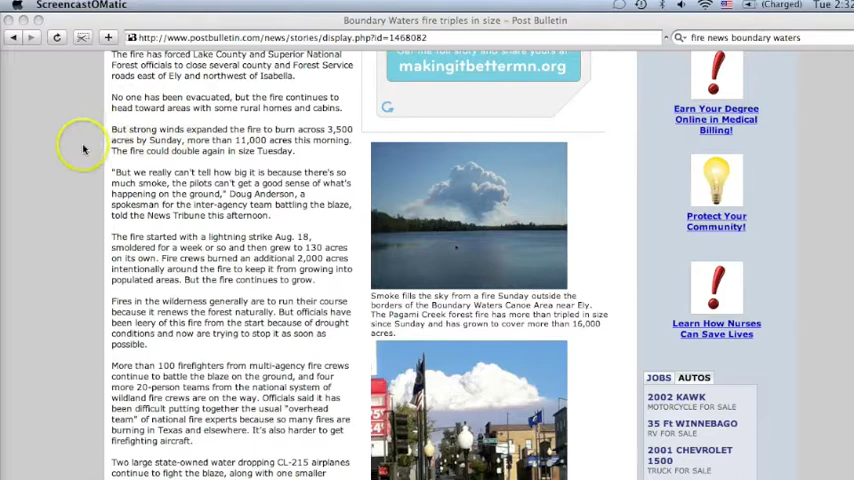 ScreencastOMatic
(Charged) Tue 2:32
Boundary Waters fire triples in size – Post Bulletin
http://www.postbulletin.com/news/stories/display.php?id=1468082
fire news boundary waters
The fire has forced Lake County and Superior National
Forest officials to close several county and Forest Service
roads east of Ely and northwest of Isabella.
No one has been evacuated, but the fire continues to
head toward areas with some rural homes and cabins.
But strong winds expanded the fire to burn across 3,500
acres by Sunday, more than 11,000 acres this morning.
The fire could double again in size Tuesday.
"But we really can't tell how big it is because there's so
much smoke, the pilots can't get a good sense of what's
happening on the ground," Doug Anderson, a
spokesman for the inter-agency team battling the blaze,
told the News Tribune this afternoon.
The fire started with a lightning strike Aug. 18,
smoldered for a week or so and then grew to 130 acres
on its own. Fire crews burned an additional 2,000 acres
intentionally around the fire to keep it from growing into
populated areas. But the fire continues to grow.
Fires in the wilderness generally are to run their course
because it renews the forest naturally. But officials have
been leery of this fire from the start because of drought
conditions and now are trying to stop it as soon as
possible.
More than 100 firefighters from multi-agency fire crews
continue to battle the blaze on the ground, and four
more 20-person teams from the national system of
wildland fire crews are on the way. Officials said it has
been difficult putting together the usual "overhead
team" of national fire experts because so many fires are
burning in Texas and elsewhere. It's also harder to get
firefighting aircraft.
Two large state-owned water dropping CL-215 airplanes
continue to fight the blaze, along with one smaller
Get the full story and share yours at
makingitbettermn.org
Smoke fills the sky from a fire Sunday outside the
borders of the Boundary Waters Canoe Area near Ely.
The Pagami Creek forest fire has more than tripled in size
since Sunday and has grown to cover more than 16,000
acres.
Earn Your Degree
Online in Medical
Billing!
Protect Your
Community!
Learn How Nurses
Can Save Lives
JOBS AUTOS
2002 KAWK
MOTORCYCLE FOR SALE
35 Ft WINNEBAGO
RV FOR SALE
2001 CHEVROLET
1500
TRUCK FOR SALE